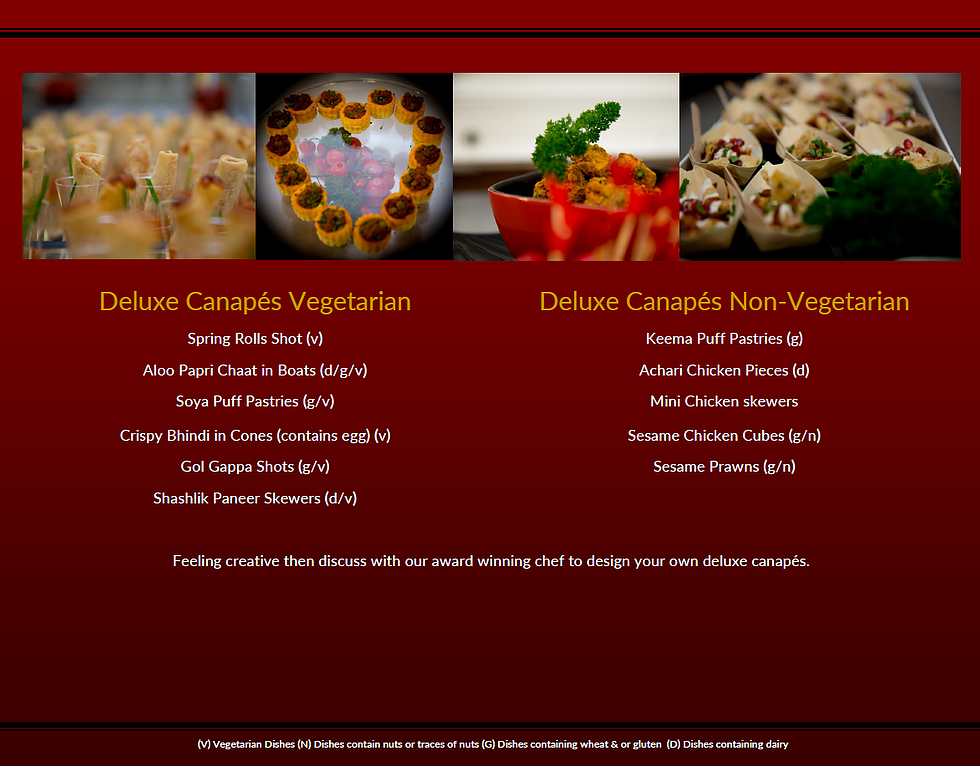 Deluxe Canapés Vegetarian
Spring Rolls Shot (v)
Aloo Papri Chaat in Boats (d/g/v)
Soya Puff Pastries (g/v)
Crispy Bhindi in Cones (contains egg) (v)
Gol Gappa Shots (g/v)
Shashlik Paneer Skewers (d/v)
Deluxe Canapés Non-Vegetarian
Keema Puff Pastries (g)
Achari Chicken Pieces (d)
Mini Chicken skewers
Sesame Chicken Cubes (g/n)
Sesame Prawns (g/n)
Feeling creative then discuss with our award winning chef to design your own deluxe canapés.
(V) Vegetarian Dishes (N) Dishes contain nuts or traces of nuts (G) Dishes containing wheat & or gluten (D) Dishes containing dairy